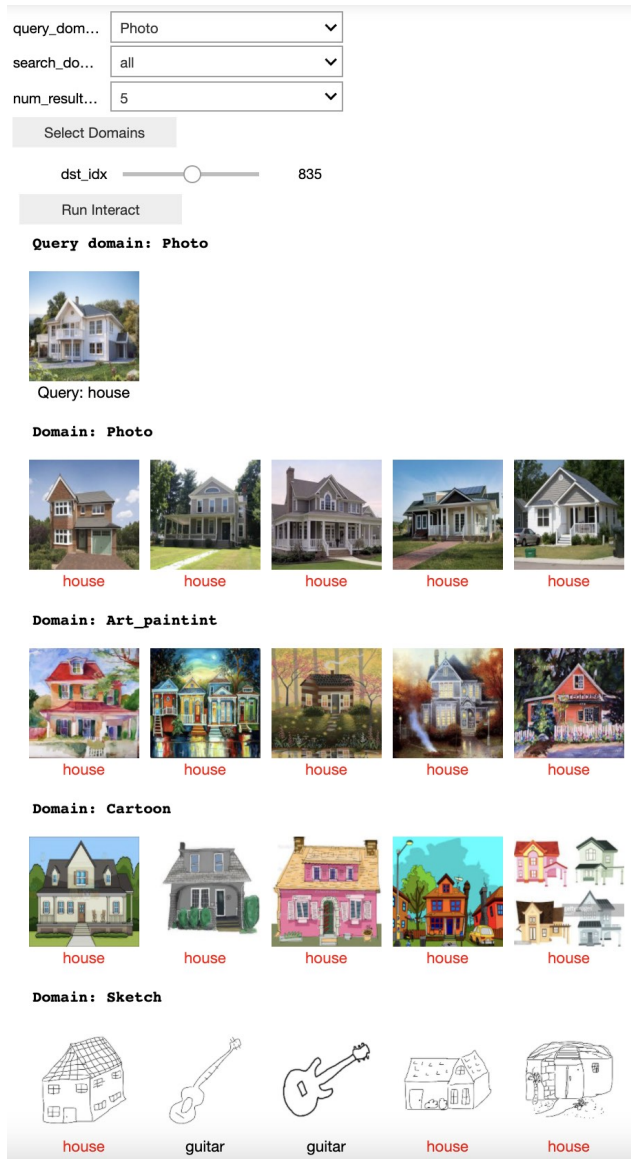 query_dom... Photo
search_do... all
num_result... 5
Select Domains
dst_idx 835
Run Interact
Query domain: Photo
Query: house
Domain: Photo
house house house house house
Domain: Art_paintint
house house house house house
Domain: Cartoon
house house house house house
Domain: Sketch
house guitar guitar house house